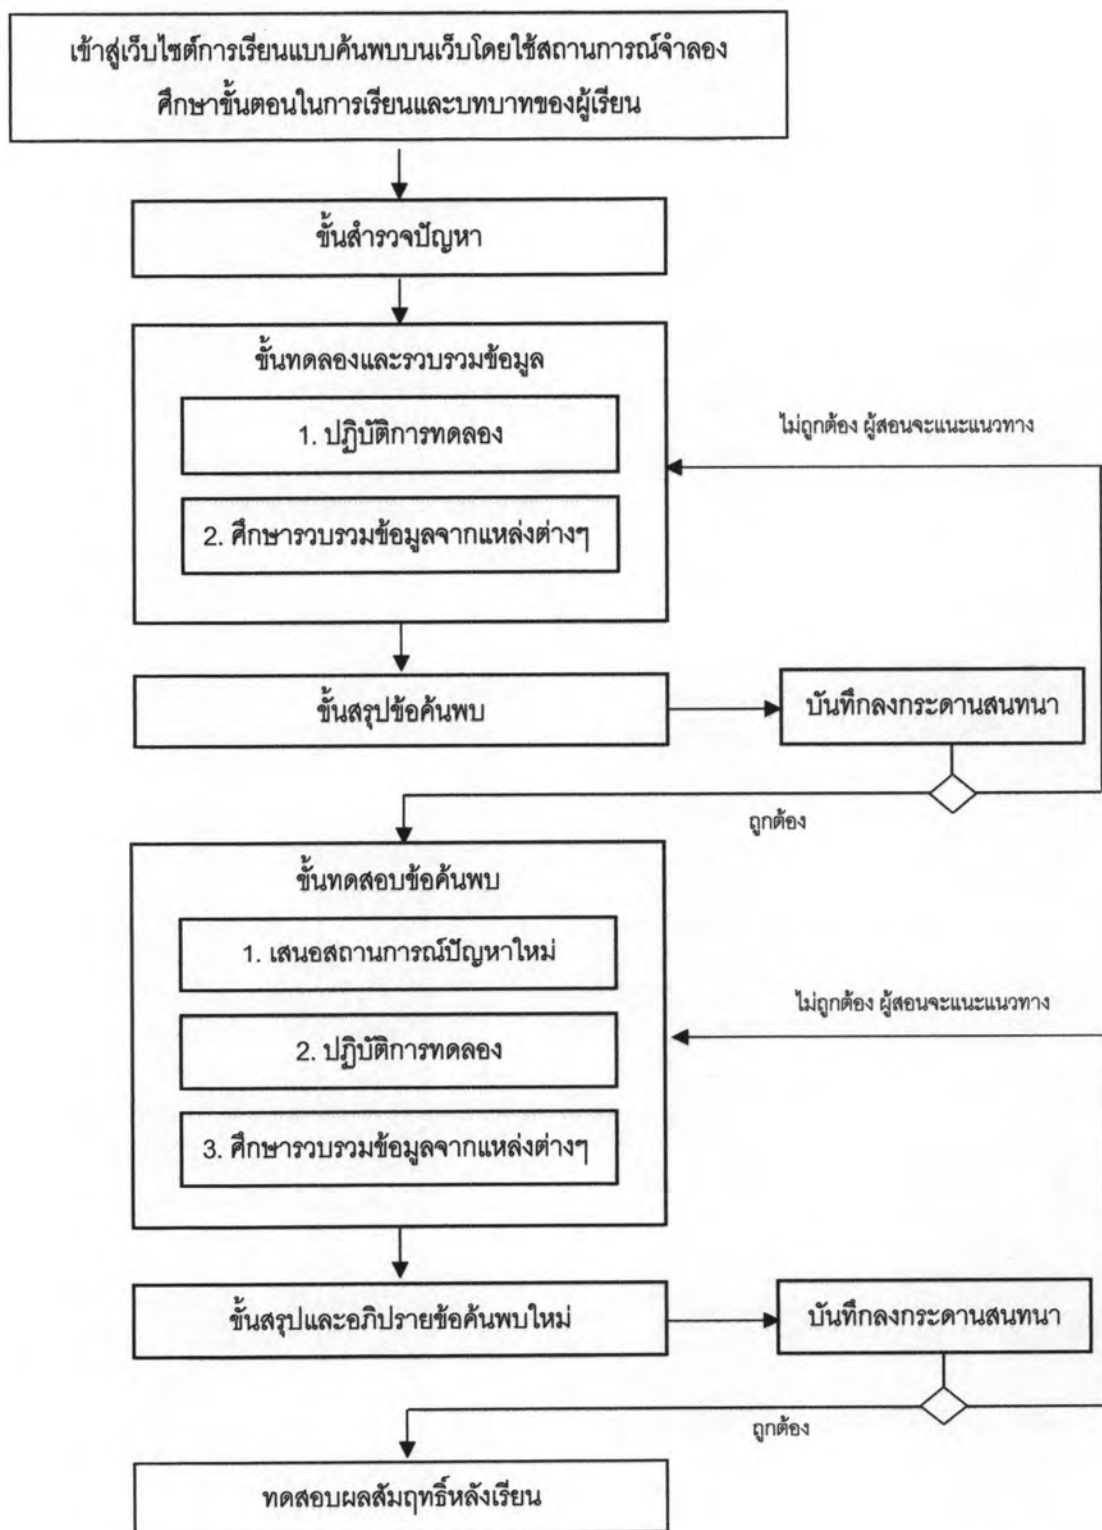 เข้าสู่เว็บไซต์การเรียนแบบค้นพบบนเว็บโดยใช้สถานการณ์จำลอง
ศึกษาขั้นตอนในการเรียนและบทบาทของผู้เรียน
ขั้นสำรวจปัญหา
ขั้นทดลองและรวบรวมข้อมูล
1. ปฏิบัติการทดลอง
ไม่ถูกต้อง ผู้สอนจะแนะแนวทาง
2. ศึกษารวบรวมข้อมูลจากแหล่งต่างๆ
ขั้นสรุปข้อค้นพบ
บันทึกลงกระดานสนทนา
ถูกต้อง
ขั้นทดสอบข้อค้นพบ
1. เสนอสถานการณ์ปัญหาใหม่
ไม่ถูกต้อง ผู้สอนจะแนะแนวทาง
2. ปฏิบัติการทดลอง
3. ศึกษารวบรวมข้อมูลจากแหล่งต่างๆ
ขั้นสรุปและอภิปรายข้อค้นพบใหม่
บันทึกลงกระดานสนทนา
ถูกต้อง
ทดสอบผลสัมฤทธิ์หลังเรียน